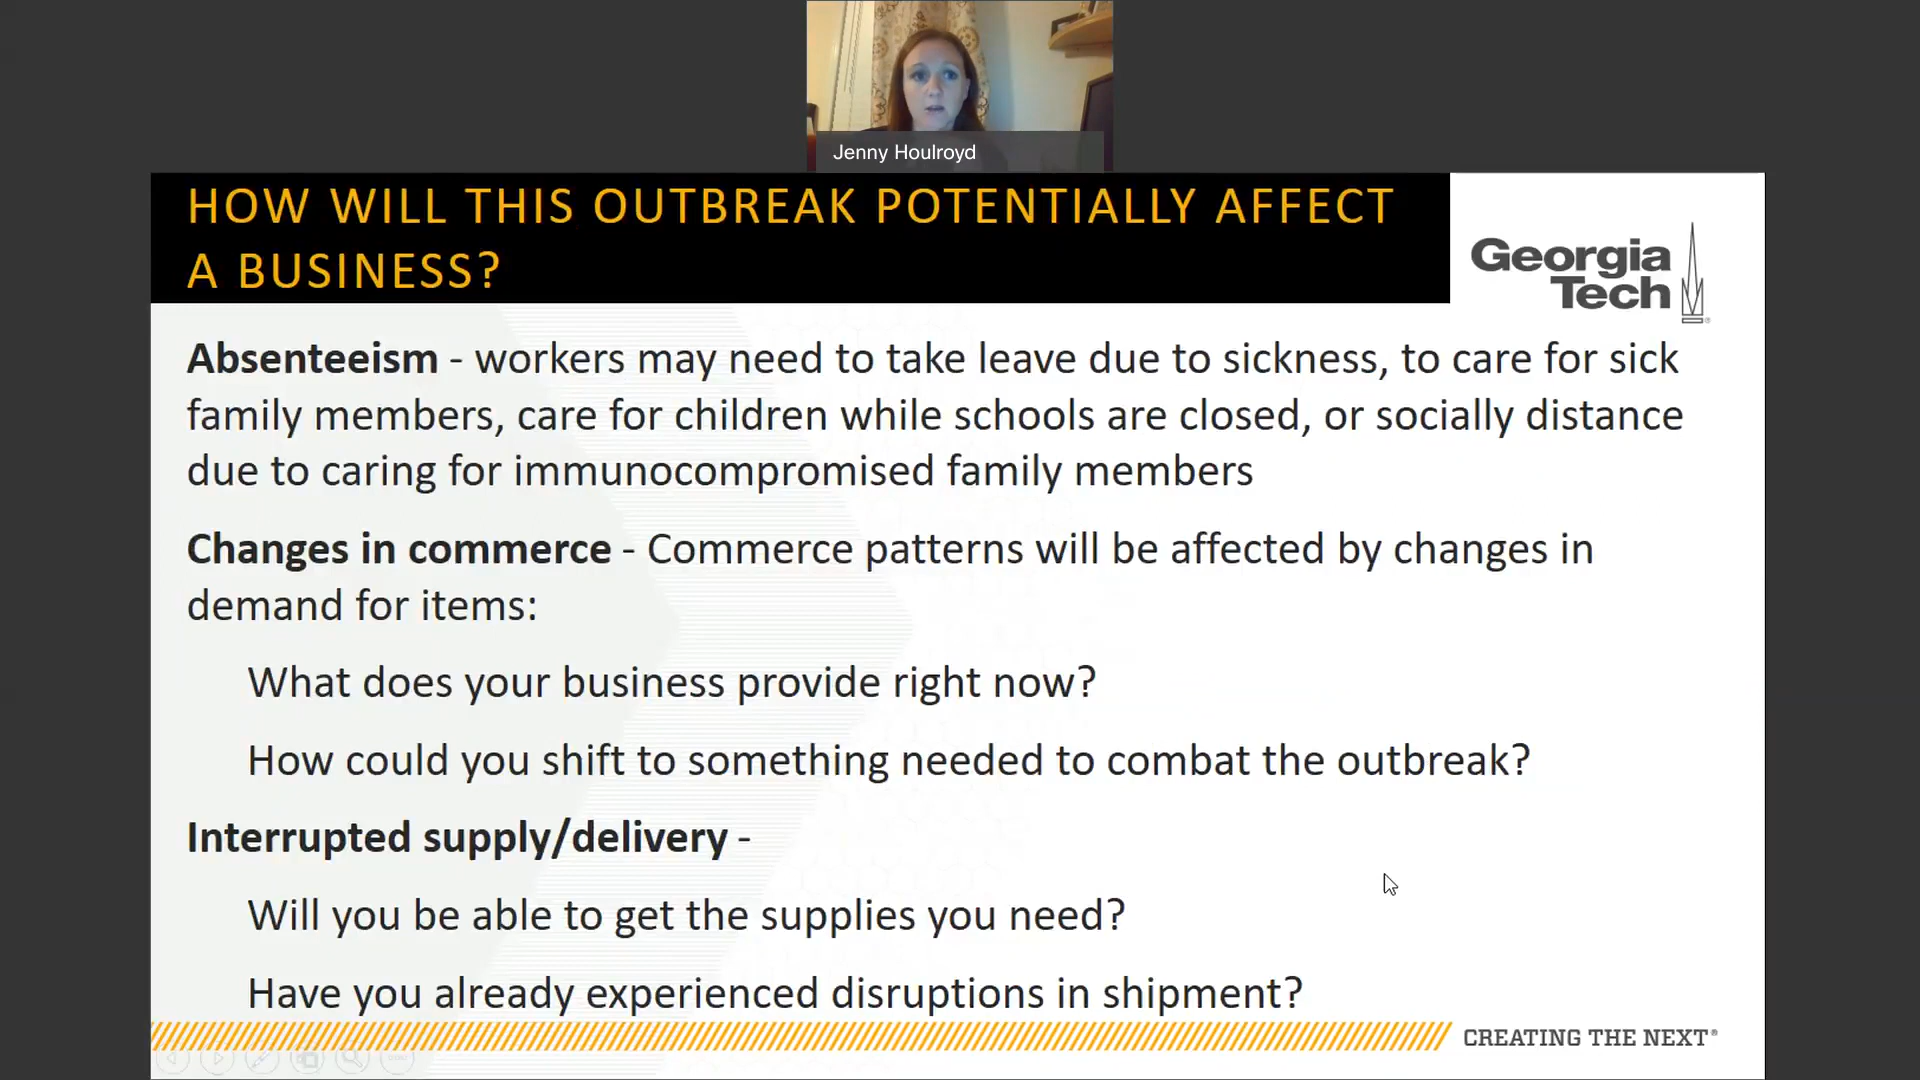 Jenny Houlroyd
HOW WILL THIS OUTBREAK POTENTIALLY AFFECT
A BUSINESS?
Georgia
Tech
Absenteeism - workers may need to take leave due to sickness, to care for sick
family members, care for children while schools are closed, or socially distance
due to caring for immunocompromised family members
Changes in commerce - Commerce patterns will be affected by changes in
demand for items:
What does your business provide right now?
How could you shift to something needed to combat the outbreak?
Interrupted supply/delivery -
Will you be able to get the supplies you need?
Have you already experienced disruptions in shipment?
CREATING THE NEXT®